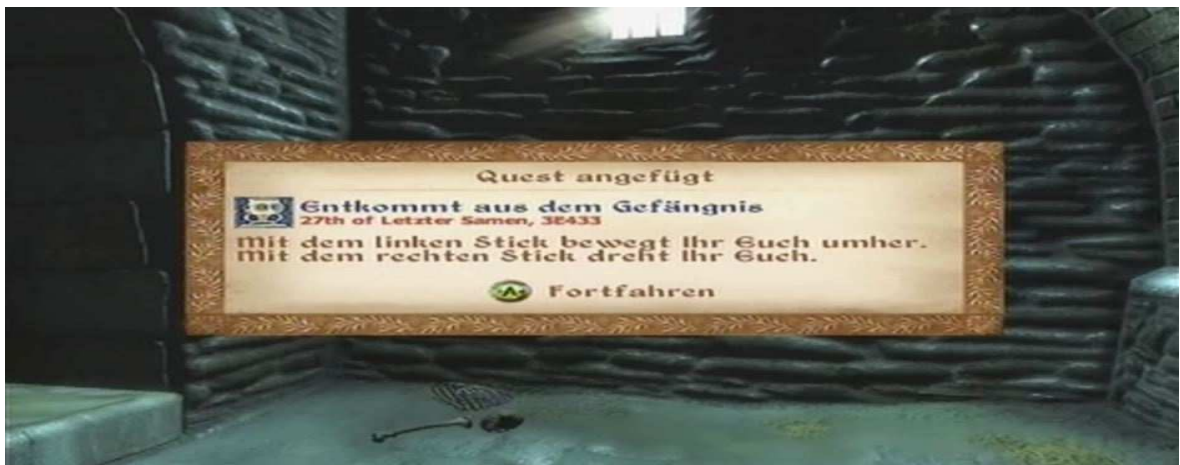 Quest angefügt
Entkommt aus dem Gefängnis
27th of Letzter Samen, 3E433
Mit dem linken Stick bewegt Ihr Euch umher.
Mit dem rechten Stick dreht Ihr Euch.
A Fortfahren